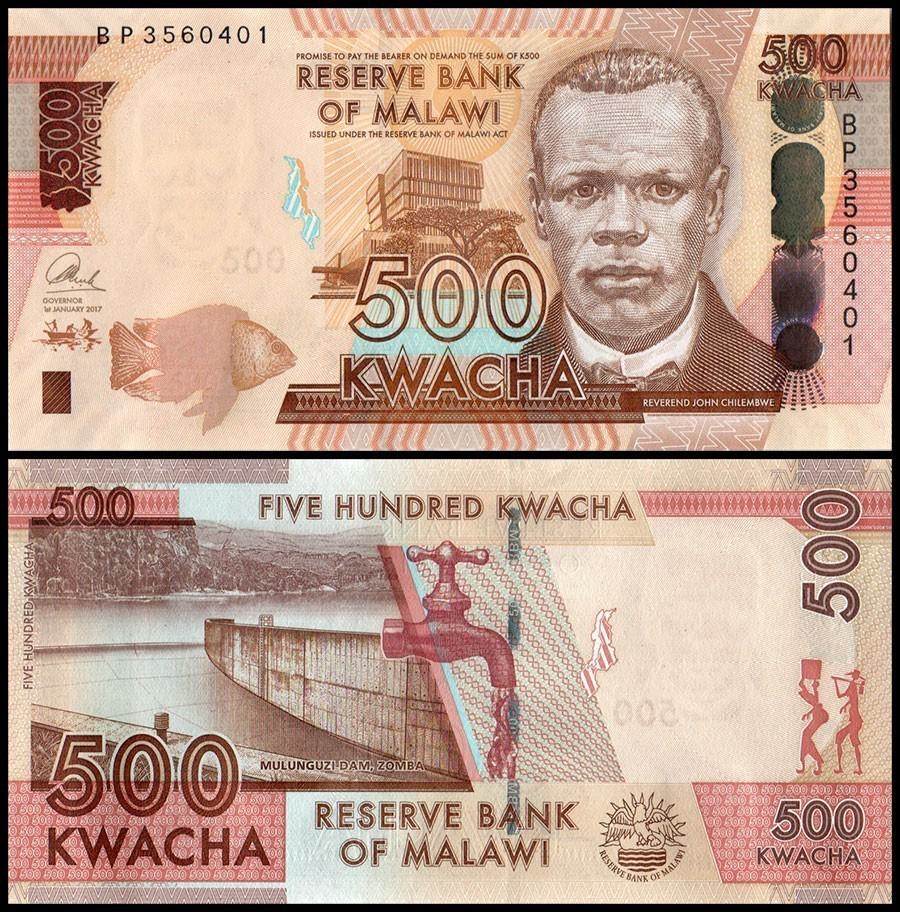 BP3560401
PROMISE TO PAY THE BEARER ON DEMAND THE SUM OF K500
RESERVE BANK
OF MALAWI
ISSUED UNDER THE RESERVE BANK OF MALAWI ACT
500
KWACHA
500
KWACHA
BP3560401
500
GOVERNOR
1st JANUARY 2017
500
KWACHA
REVEREND JOHN CHILEMBWE
500
FIVE HUNDRED KWACHA
500
FIVE HUNDRED KWACHA
500
MULUNGUZI DAM, ZOMBA
500
KWACHA
RESERVE BANK
OF MALAWI
RESERVE BANK OF MALAWI
500
KWACHA